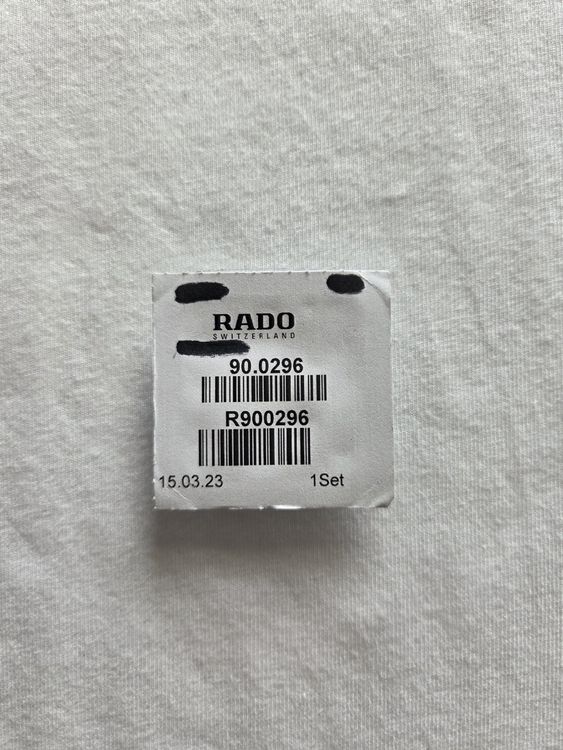 RADO
SWITZERLAND
90.0296
R900296
15.03.23 1Set